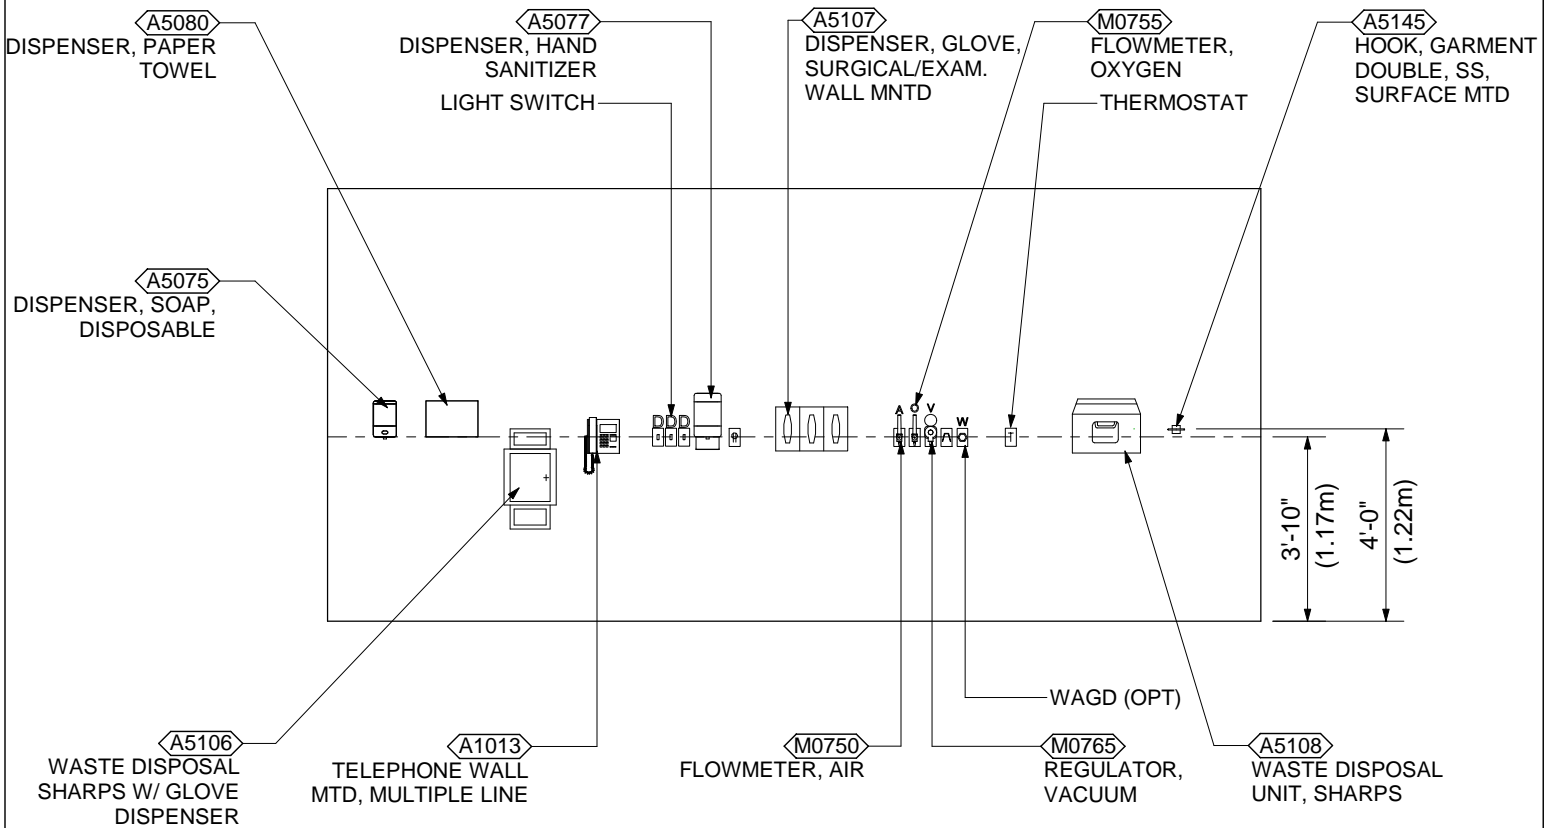 A5080
DISPENSER, PAPER
TOWEL
A5077
DISPENSER, HAND
SANITIZER
LIGHT SWITCH
A5107
DISPENSER, GLOVE,
SURGICAL/EXAM.
WALL MNTD
M0755
FLOWMETER,
OXYGEN
THERMOSTAT
A5145
HOOK, GARMENT
DOUBLE, SS,
SURFACE MTD
A5075
DISPENSER, SOAP,
DISPOSABLE
D D D
A O V
W
T
3'-10"
(1.17m)
4'-0"
(1.22m)
WAGD (OPT)
A5106
WASTE DISPOSAL
SHARPS W/ GLOVE
DISPENSER
A1013
TELEPHONE WALL
MTD, MULTIPLE LINE
M0750
FLOWMETER, AIR
M0765
REGULATOR,
VACUUM
A5108
WASTE DISPOSAL
UNIT, SHARPS